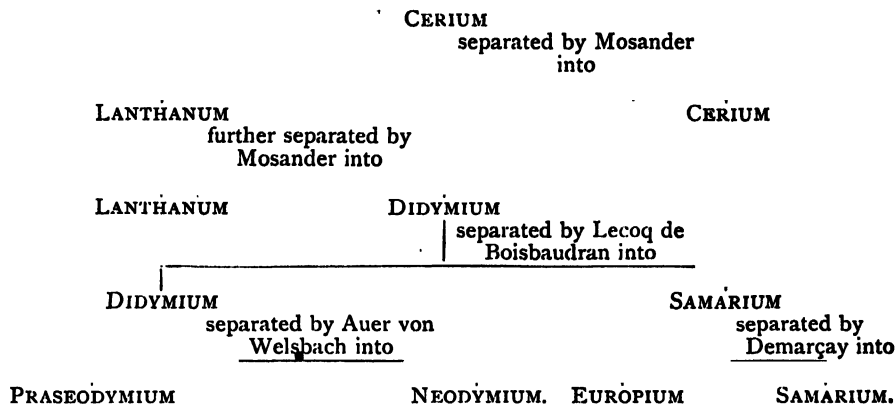 CERIUM
separated by Mosander
into
LANTHANUM CERIUM
further separated by
Mosander into
LANTHANUM DIDYMIUM
separated by Lecoq de
Boisbaudran into
DIDYMIUM SAMARIUM
separated by Auer von separated by
Welsbach into Demarçay into
PRASEODYMIUM NEODYMIUM. EUROPIUM SAMARIUM.